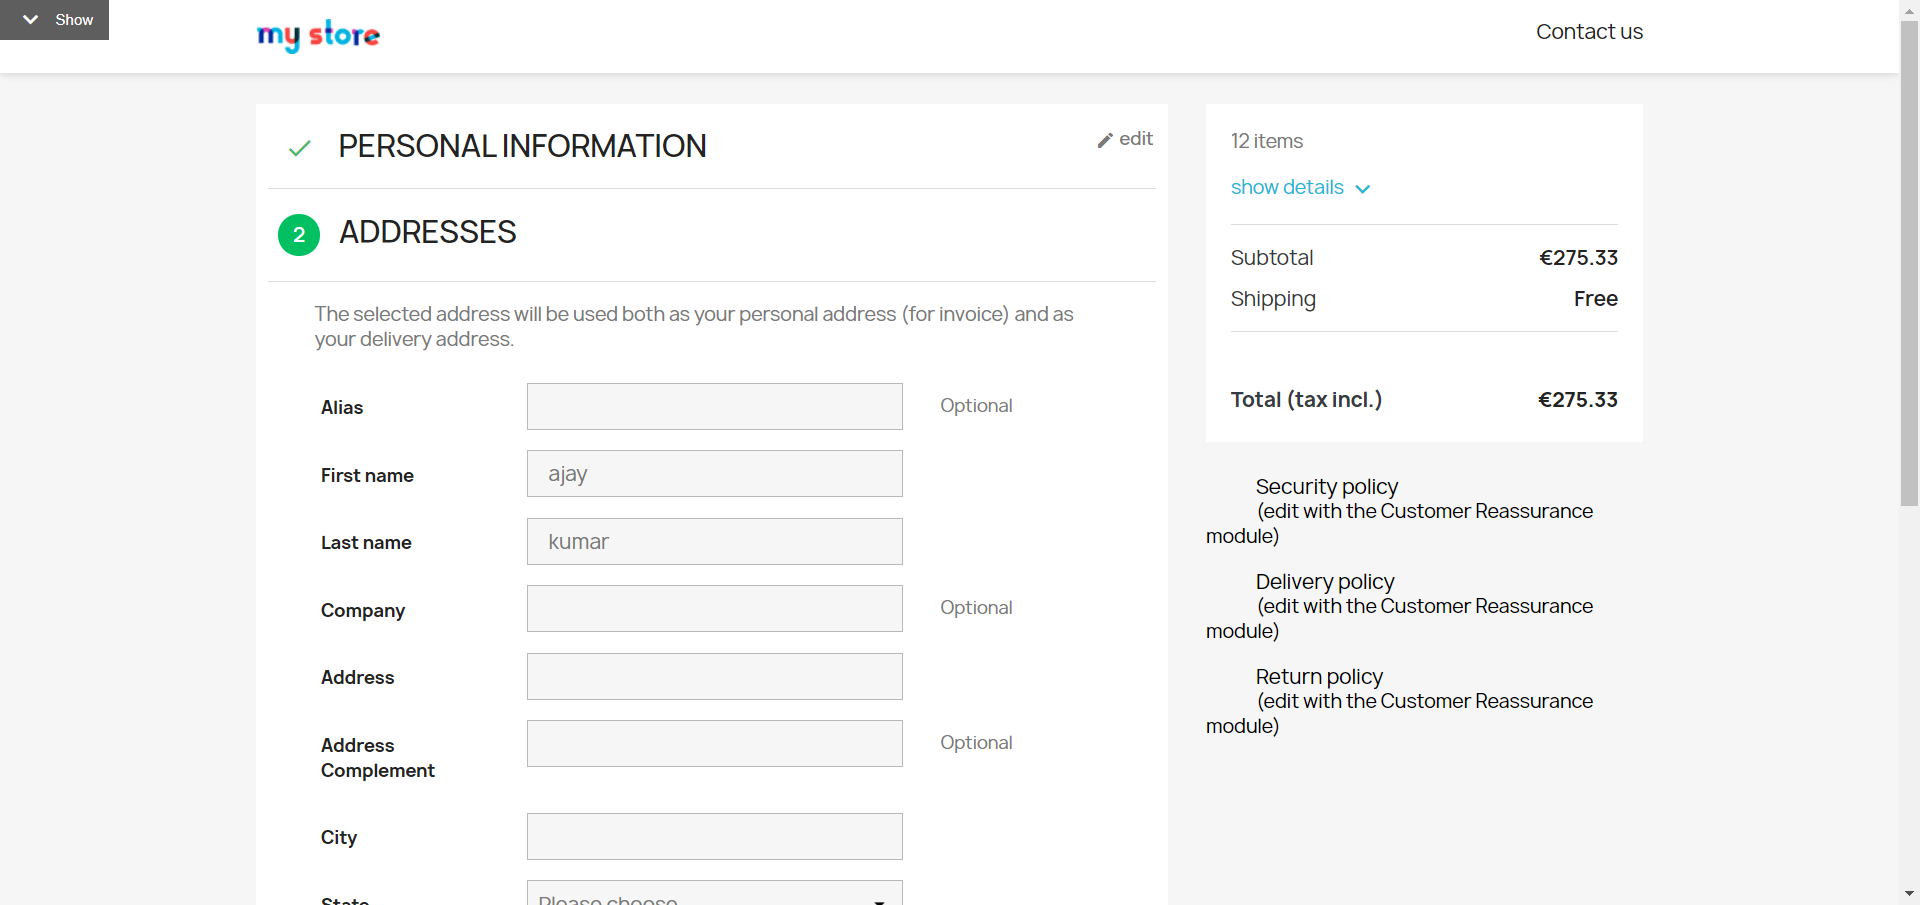 Show
my store
Contact us
PERSONAL INFORMATION
edit
2
ADDRESSES
The selected address will be used both as your personal address (for invoice) and as
your delivery address.
Alias
Optional
First name
ajay
Last name
kumar
Company
Optional
Address
Address
Complement
Optional
City
State
Please choose
12 items
show details
Subtotal
€275.33
Shipping
Free
Total (tax incl.)
€275.33
Security policy
(edit with the Customer Reassurance
module)
Delivery policy
(edit with the Customer Reassurance
module)
Return policy
(edit with the Customer Reassurance
module)